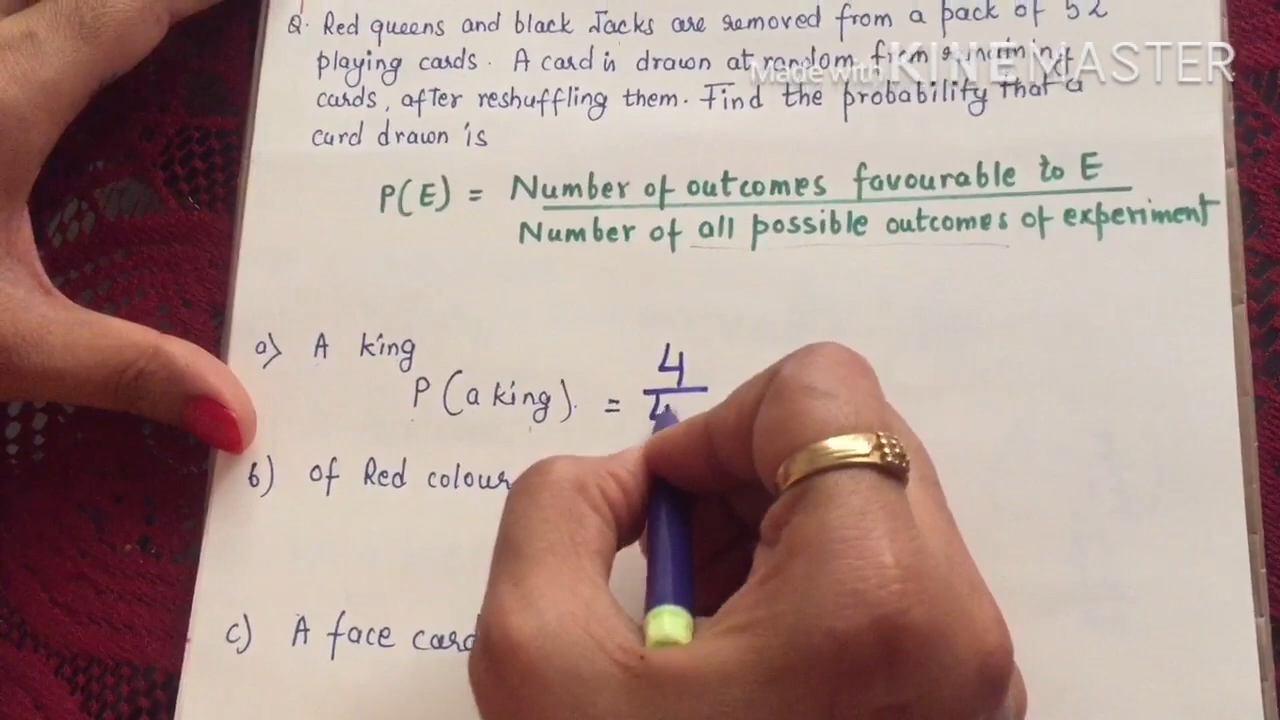 Q. Red queens and black Jacks are removed from a pack of 52
playing cards. A card is drawn at random from remaining
cards, after reshuffling them. Find the probability that a
card drawn is
Made with KINEMASTER
P(E) = Number of outcomes favourable to E
Number of all possible outcomes of experiment
a) A king
P (a king). = 4
4
b) of Red colour
c) A face card